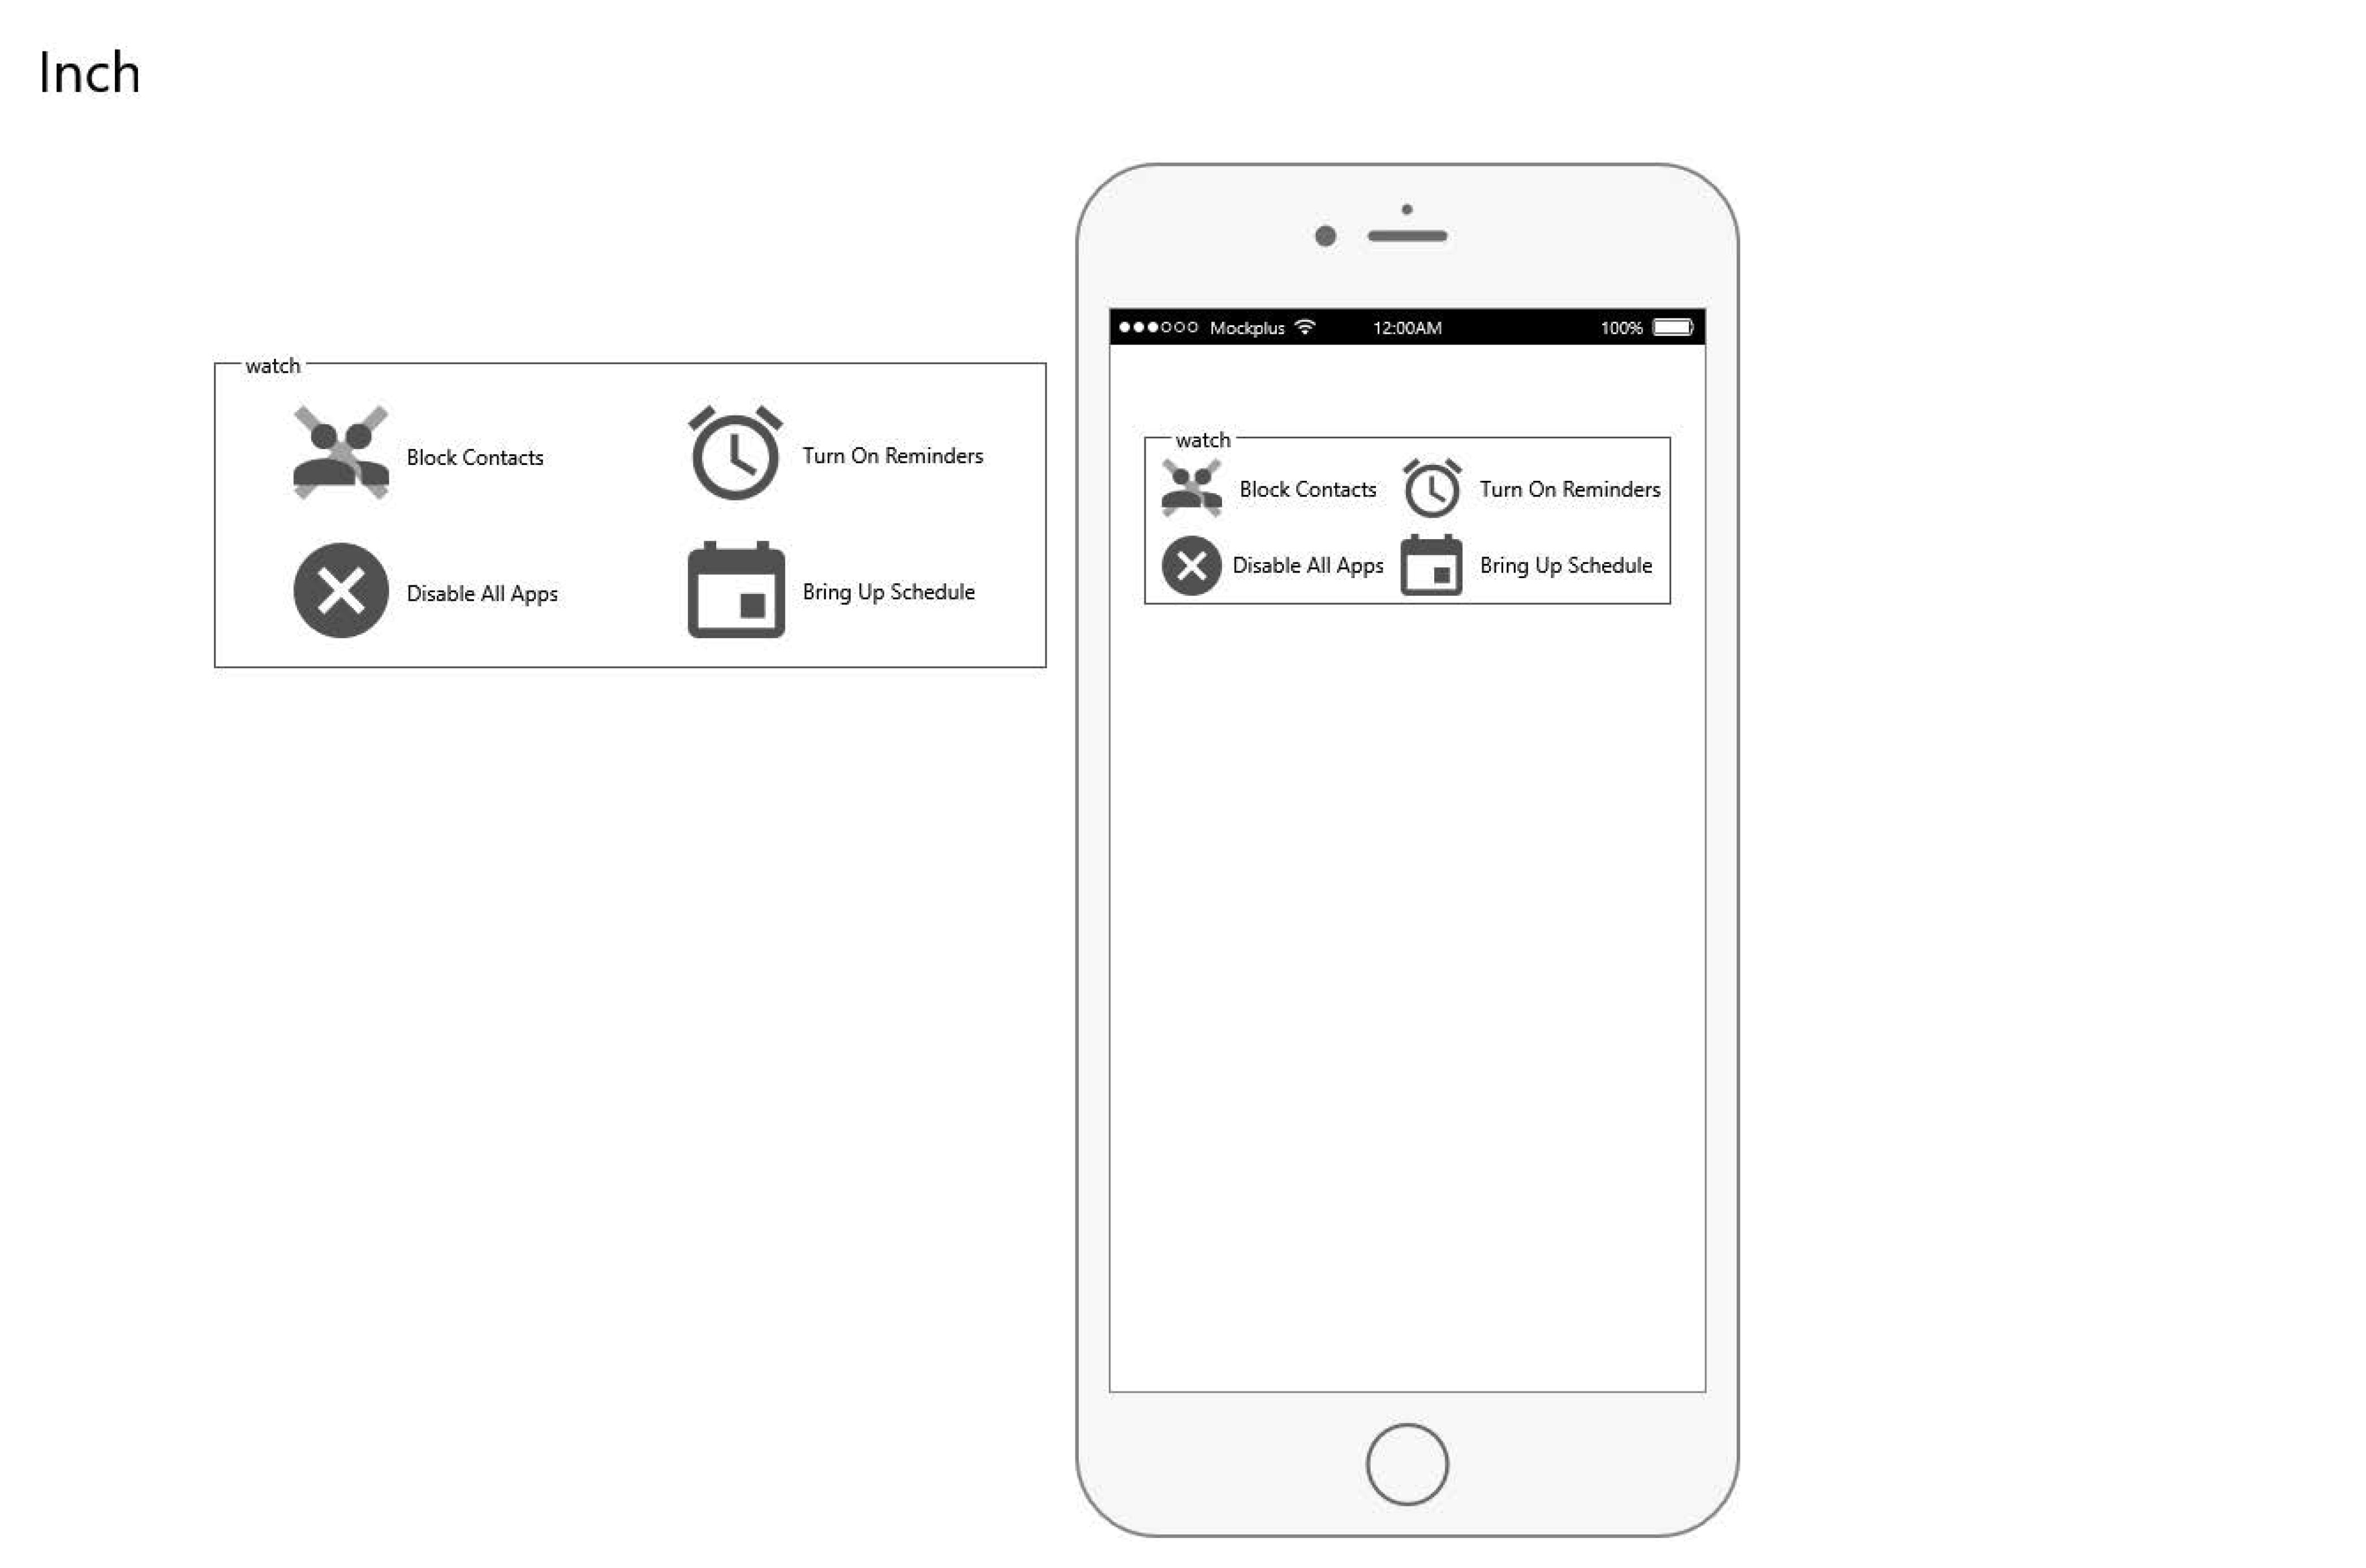 Inch
watch
Block Contacts
Turn On Reminders
Disable All Apps
Bring Up Schedule
Mockplus 12:00AM 100%
watch
Block Contacts
Turn On Reminders
Disable All Apps
Bring Up Schedule